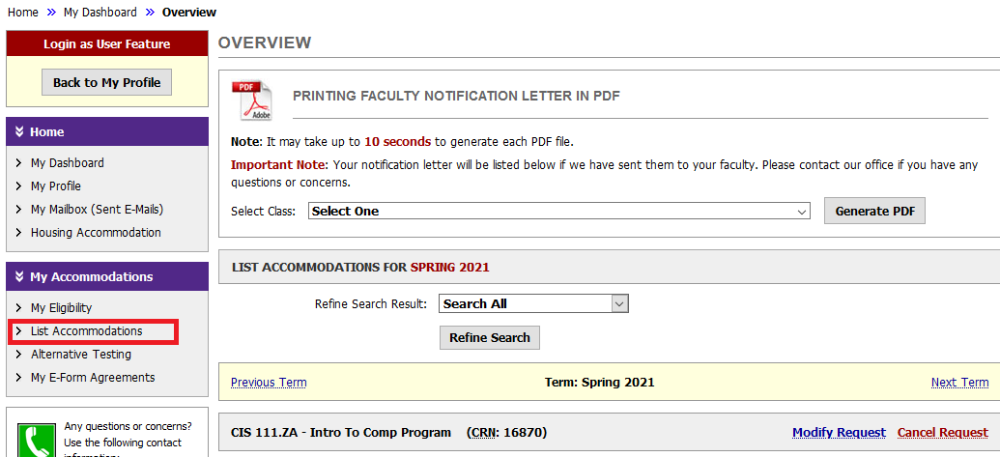 Home » My Dashboard » Overview
Login as User Feature
Back to My Profile
Home
My Dashboard
My Profile
My Mailbox (Sent E-Mails)
Housing Accommodation
My Accommodations
My Eligibility
List Accommodations
Alternative Testing
My E-Form Agreements
Any questions or concerns?
Use the following contact
information:
OVERVIEW
PDF
Adobe
PRINTING FACULTY NOTIFICATION LETTER IN PDF
Note: It may take up to 10 seconds to generate each PDF file.
Important Note: Your notification letter will be listed below if we have sent them to your faculty. Please contact our office if you have any
questions or concerns.
Select Class: Select One Generate PDF
LIST ACCOMMODATIONS FOR SPRING 2021
Refine Search Result: Search All
Refine Search
Previous Term Term: Spring 2021 Next Term
CIS 111.ZA - Intro To Comp Program (CRN: 16870) Modify Request Cancel Request